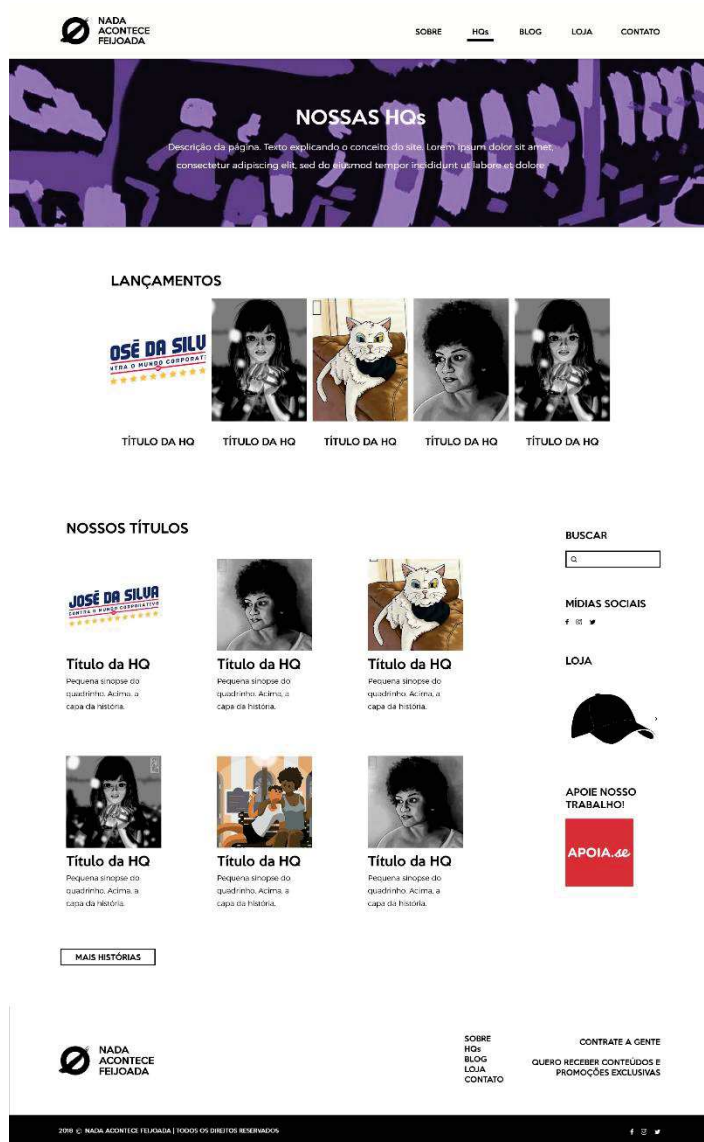 NADA
ACONTECE
FEIJOADA
SOBRE HQs BLOG LOJA CONTATO
NOSSAS HQs
Descrição da página. Texto explicando o conceito do site. Lorem ipsum dolor sit amet,
consectetur adipiscing elit, sed do eiusmod tempor incididunt ut labore et dolore
LANÇAMENTOS
OSÉ DA SILU
NTRA O MUNDO CORPORATI
TÍTULO DA HQ TÍTULO DA HQ TÍTULO DA HQ TÍTULO DA HQ TÍTULO DA HQ
NOSSOS TÍTULOS
JOSÉ DA SILVA
CONTRA O MUNDO CORPORATIVO
Título da HQ Título da HQ Título da HQ
Pequena sinopse do Pequena sinopse do Pequena sinopse do
quadrinho. Acima, a quadrinho. Acima, a quadrinho. Acima, a
capa da história. capa da história. capa da história.
Título da HQ Título da HQ Título da HQ
Pequena sinopse do Pequena sinopse do Pequena sinopse do
quadrinho. Acima, a quadrinho. Acima, a quadrinho. Acima, a
capa da história. capa da história. capa da história.
MAIS HISTÓRIAS
BUSCAR
MÍDIAS SOCIAIS
LOJA
APOIE NOSSO
TRABALHO!
APOIA.se
NADA
ACONTECE
FEIJOADA
SOBRE
HQs
BLOG
LOJA
CONTATO
CONTRATE A GENTE
QUERO RECEBER CONTEÚDOS E
PROMOÇÕES EXCLUSIVAS
2018 © NADA ACONTECE FEIJOADA | TODOS OS DIREITOS RESERVADOS